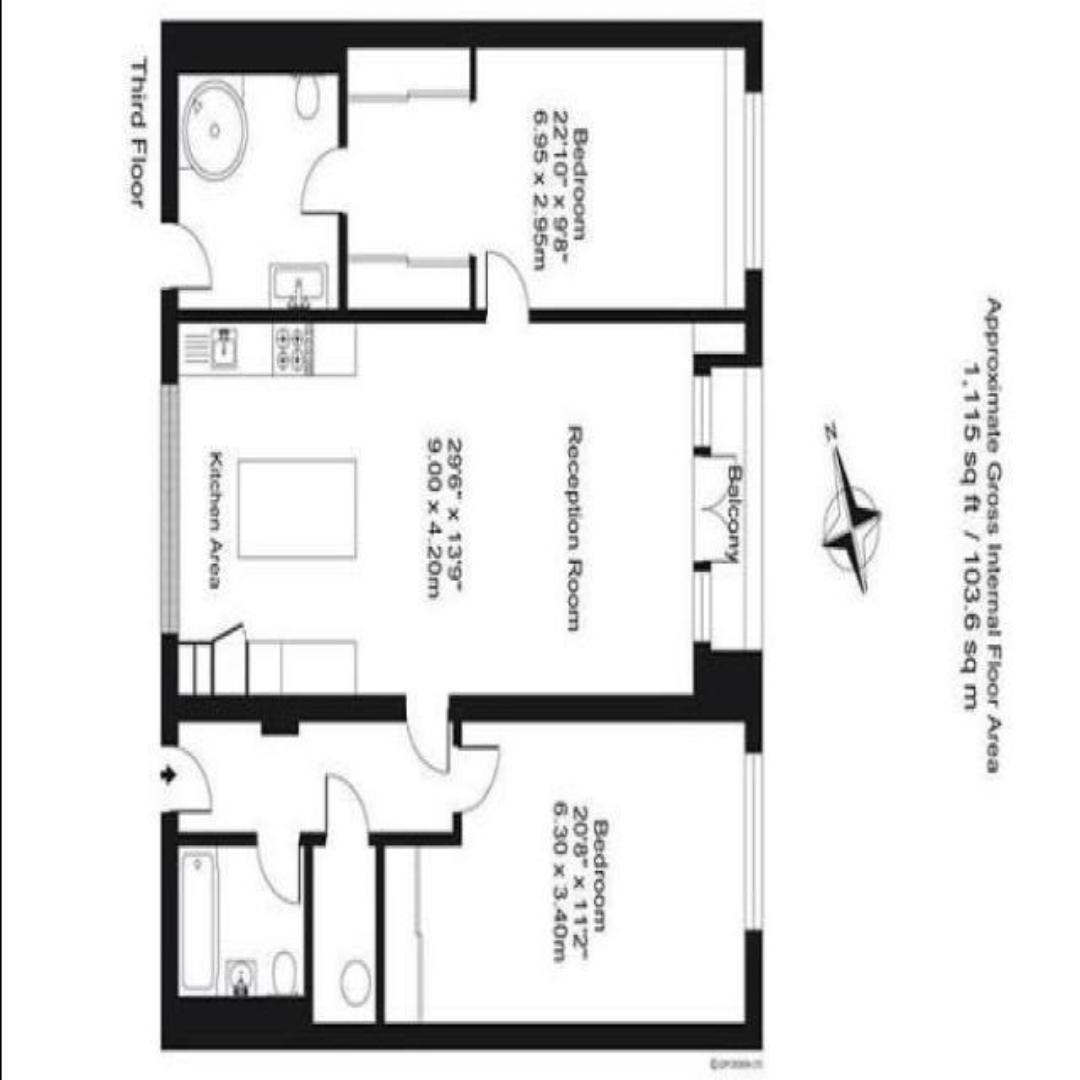 Approximate Gross Internal Floor Area
1,115 sq ft / 103.6 sq m
N
Balcony
Bedroom
22'10" x 9'8"
6.95 x 2.95m
Reception Room
29'6" x 13'9"
9.00 x 4.20m
Bedroom
20'8" x 11'2"
6.30 x 3.40m
Kitchen Area
Third Floor